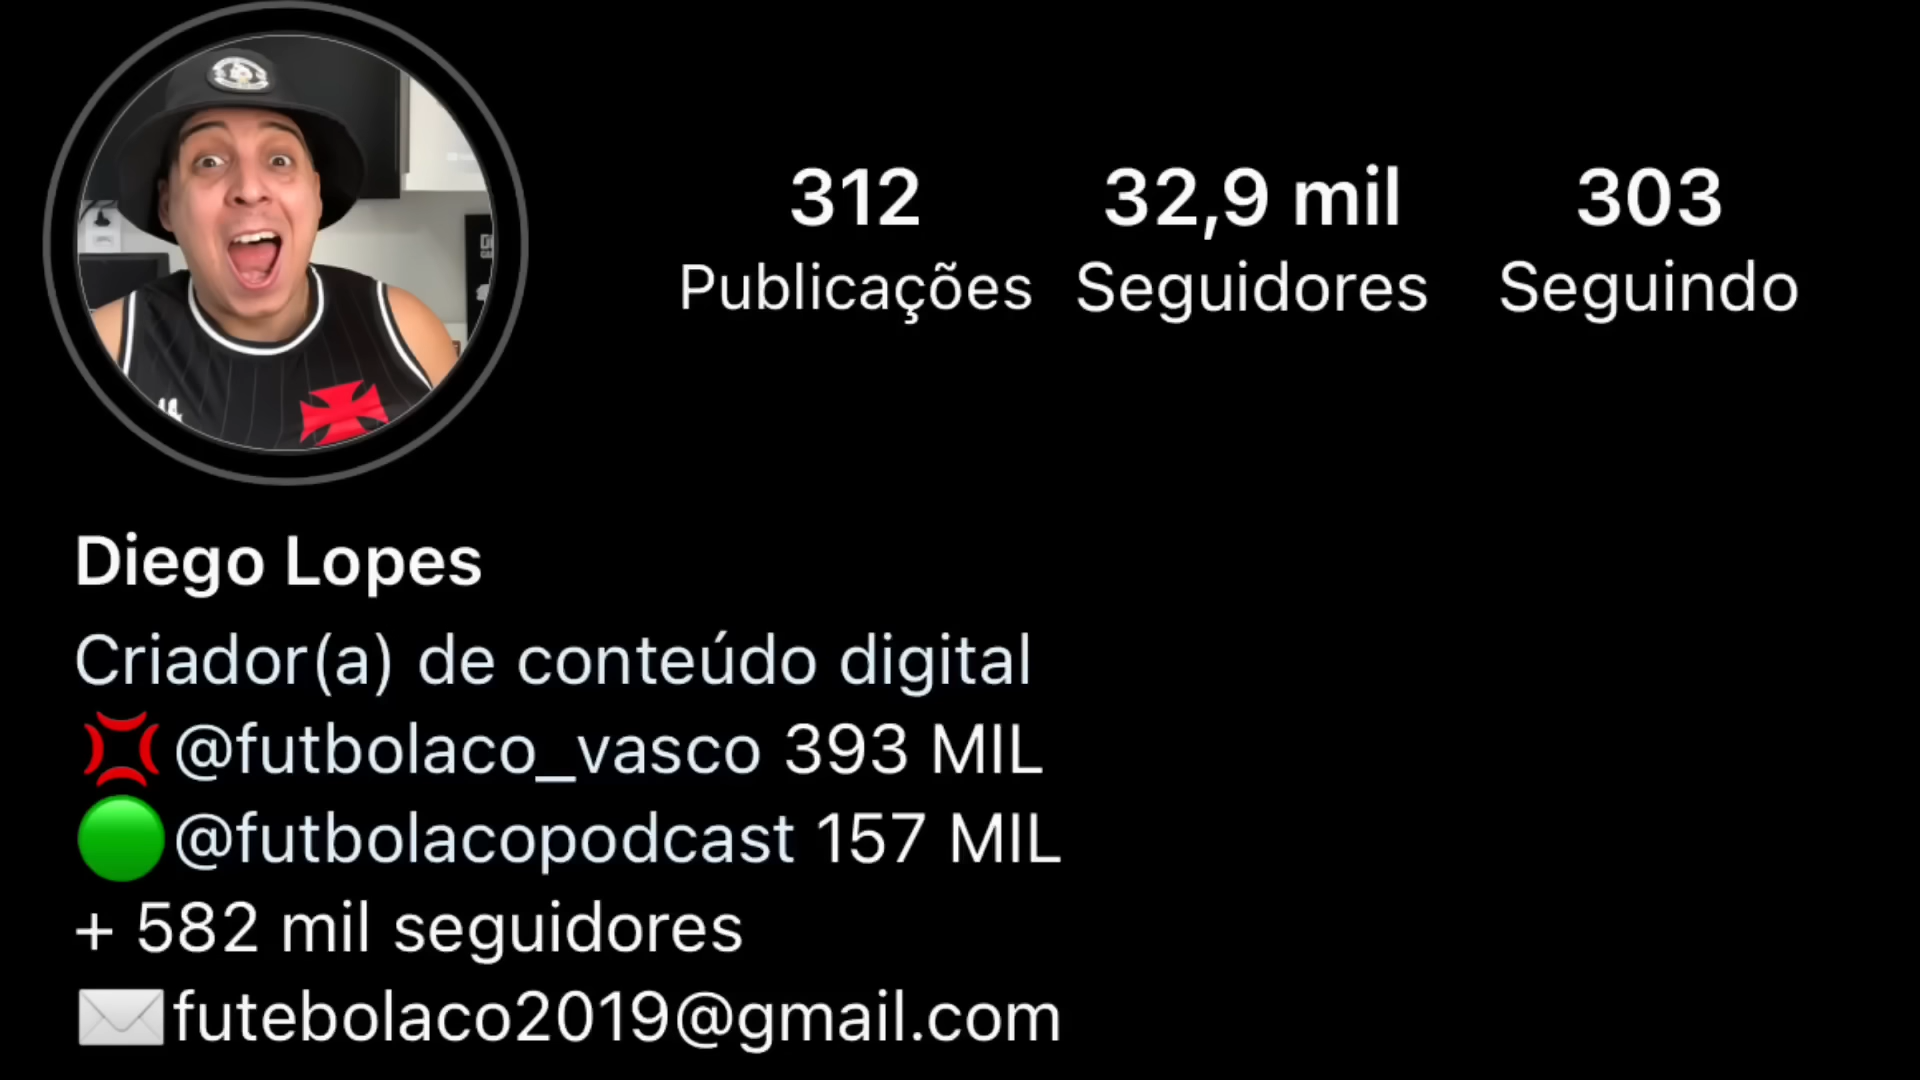 312 32,9 mil 303
Publicações Seguidores Seguindo
Diego Lopes
Criador(a) de conteúdo digital
@futbolaco_vasco 393 MIL
@futbolacopodcast 157 MIL
+ 582 mil seguidores
futebolaco2019@gmail.com